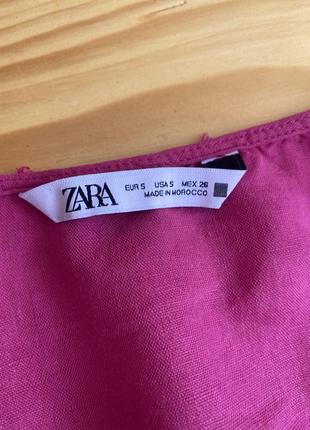 ZARA
EUR S USA S MEX 26
MADE IN MOROCCO